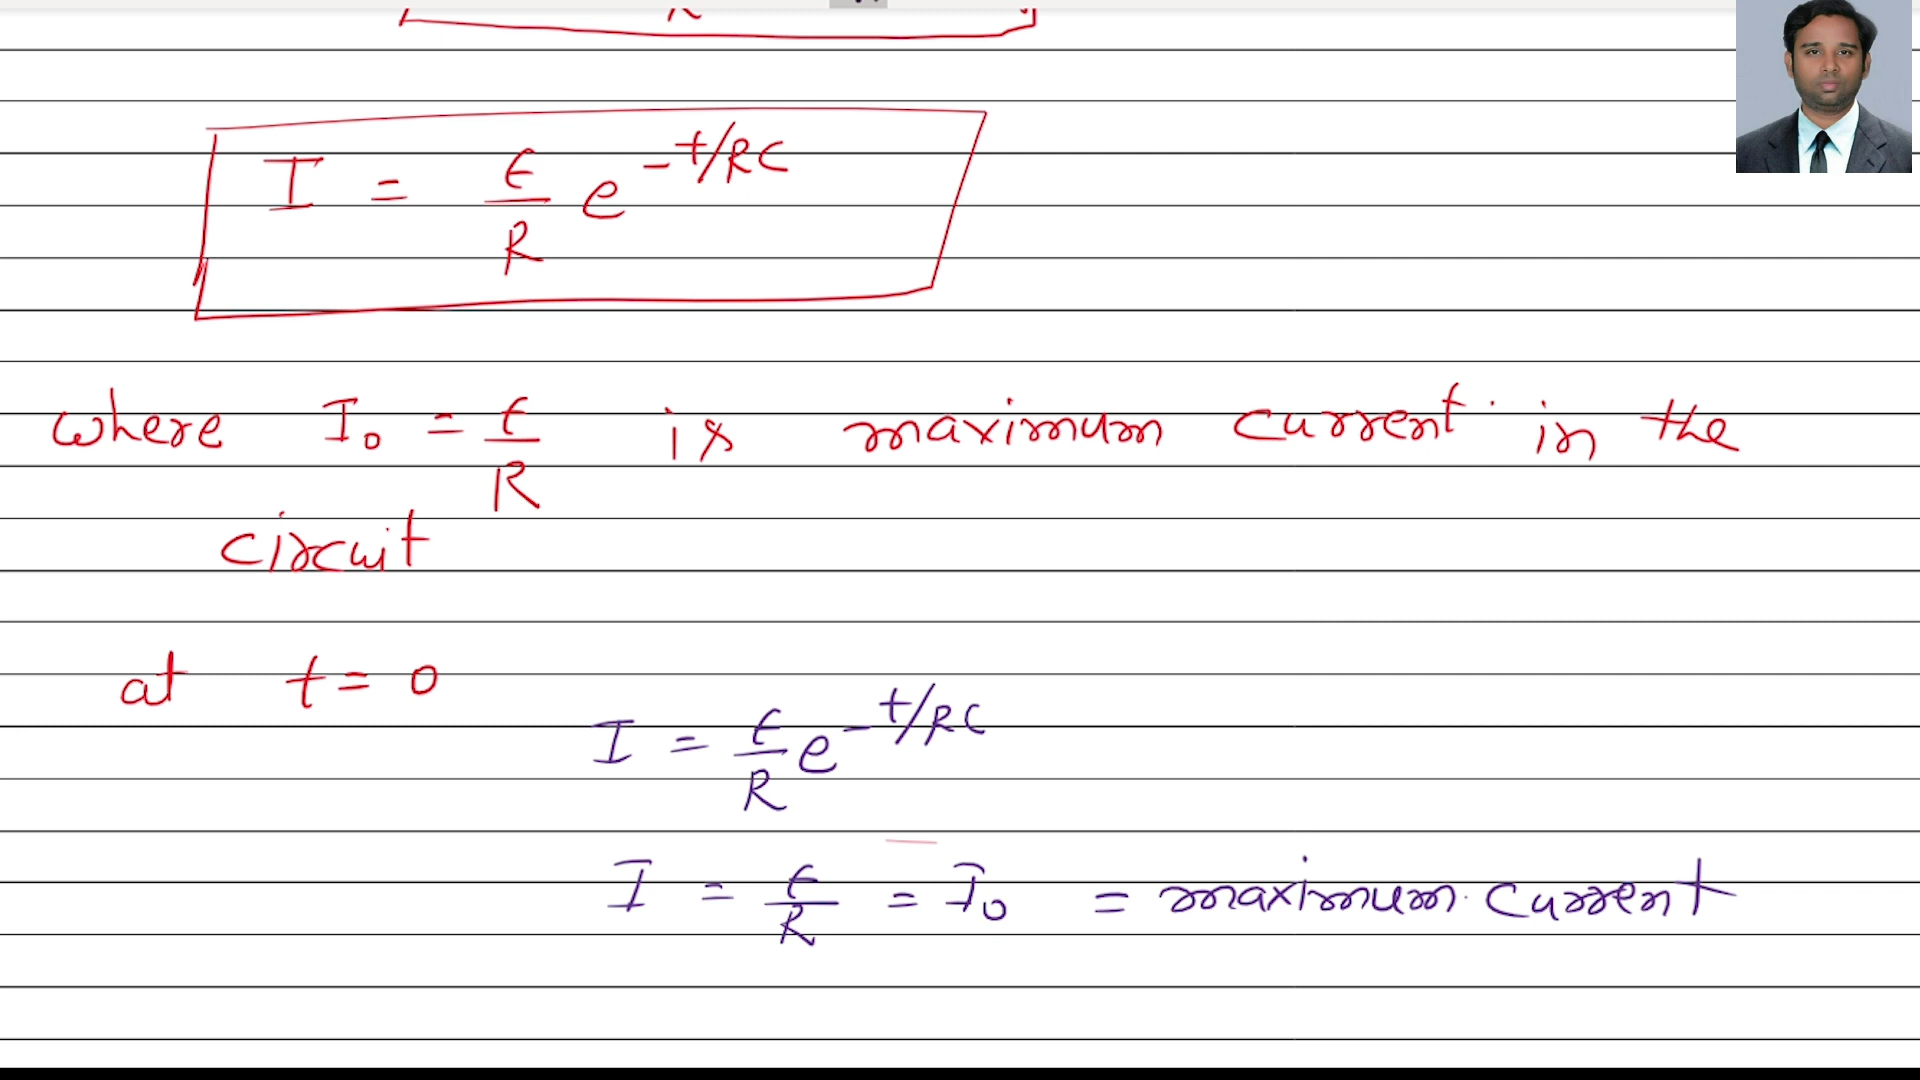 I = ε/R e^(-t/RC)
where I₀ = ε/R is maximum current in the
circuit
at t = 0
I = ε/R e^(-t/RC)
I = ε/R = I₀ = maximum current